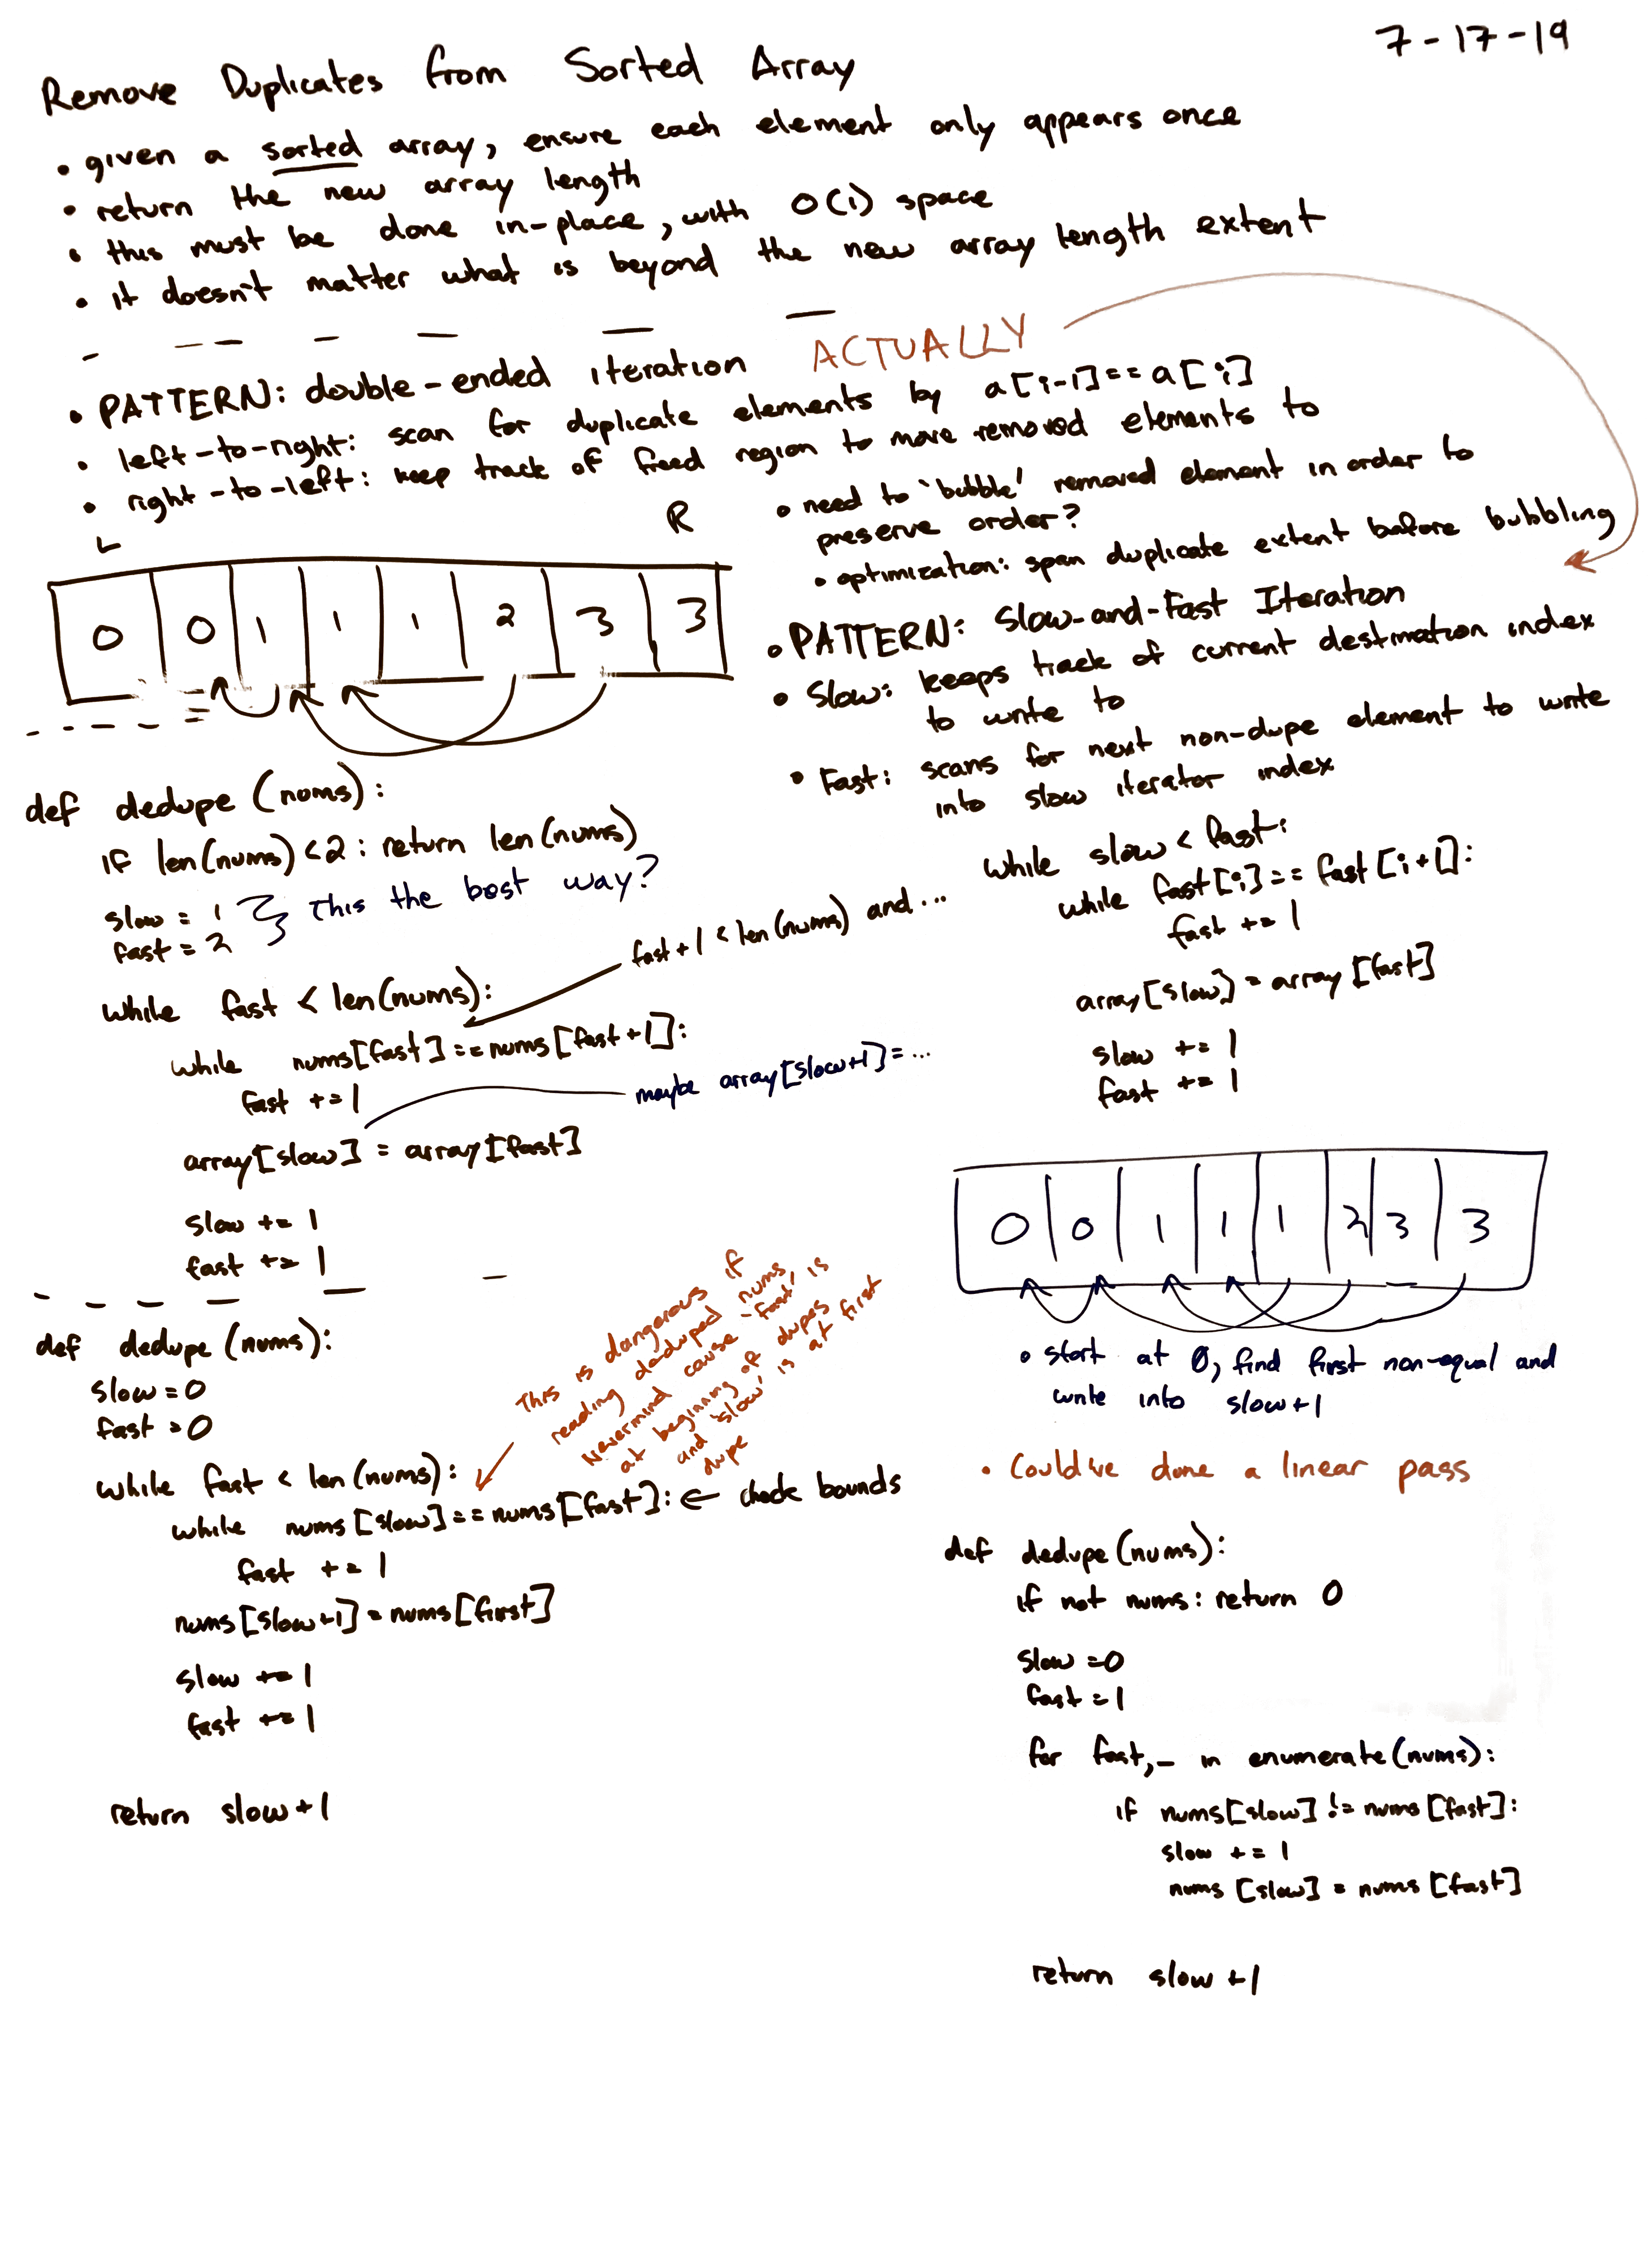 7-17-19
Remove Duplicates from Sorted Array
• given a sorted array, ensure each element only appears once
• return the new array length
• this must be done in-place, with O(1) space
• it doesn't matter what is beyond the new array length extent
• PATTERN: double-ended iteration ACTUALLY
• left-to-right: scan for duplicate elements by a[i-1]==a[i]
• right-to-left: keep track of freed region to move removed elements to
• need to 'bubble' removed element in order to
preserve order?
• optimization: span duplicate extent before bubbling
L R
0 0 1 1 1 2 3 3
• PATTERN: Slow-and-Fast Iteration
• Slow: keeps track of current destination index
to write to
• Fast: scans for next non-dupe element to write
into slow iterator index
while slow < fast:
while fast[i]==fast[i+1]:
fast += 1
array[slow] = array[fast]
slow += 1
fast += 1
def dedupe (nums):
if len(nums)<2: return len(nums)
slow = 1
fast = 2
This the best way?
while fast < len(nums):
fast+1 < len(nums) and...
while nums[fast]==nums[fast+1]:
fast += 1
maybe array[slow+1]=...
array[slow] = array[fast]
slow += 1
fast += 1
0 0 1 1 1 2 3 3
• start at 0, find first non-equal and
write into slow+1
def dedupe (nums):
slow=0
fast=0
This is dangerous if
reading deduped nums,
Nevermind cause 'fast' is
at beginning of dupes
and 'slow' is at first
dupe
while fast < len(nums):
while nums[slow]==nums[fast]: ← check bounds
fast += 1
nums[slow+1]=nums[first]
slow += 1
fast += 1
return slow+1
• Could've done a linear pass
def dedupe(nums):
if not nums: return 0
slow=0
fast=1
for fast,_ in enumerate(nums):
if nums[slow] != nums[fast]:
slow += 1
nums[slow] = nums[fast]
return slow+1